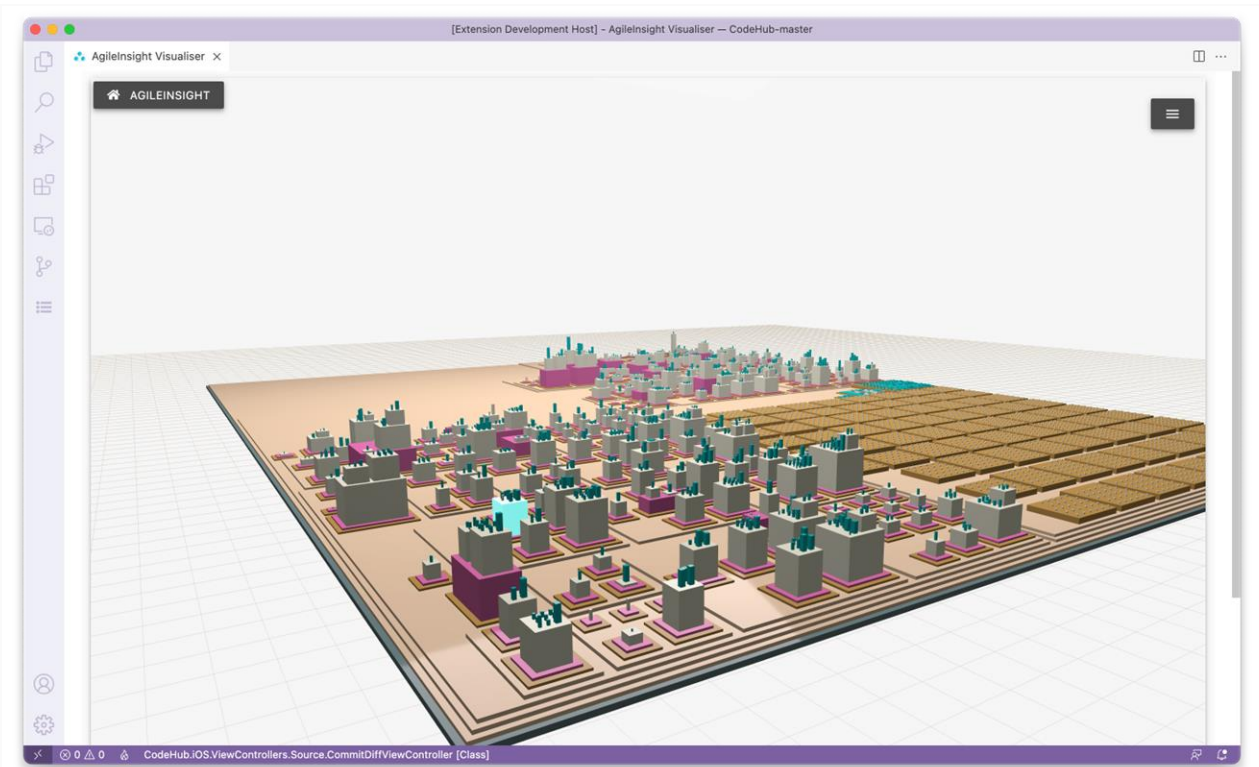 [Extension Development Host] - AgileInsight Visualiser — CodeHub-master
AgileInsight Visualiser
AGILEINSIGHT
0 0 CodeHub.iOS.ViewControllers.Source.CommitDiffViewController [Class]